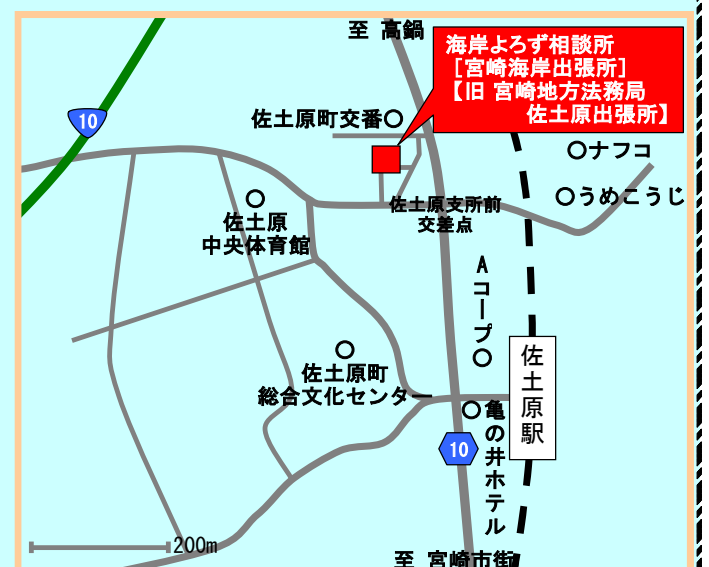 至 高鍋
海岸よろず相談所
［宮崎海岸出張所］
【旧 宮崎地方法務局
佐土原出張所】
10
佐土原町交番
ナフコ
うめこうじ
佐土原支所前
交差点
佐土原
中央体育館
Aコープ
佐土原町
総合文化センター
佐土原駅
亀の井ホテル
10
200m
至 宮崎市街